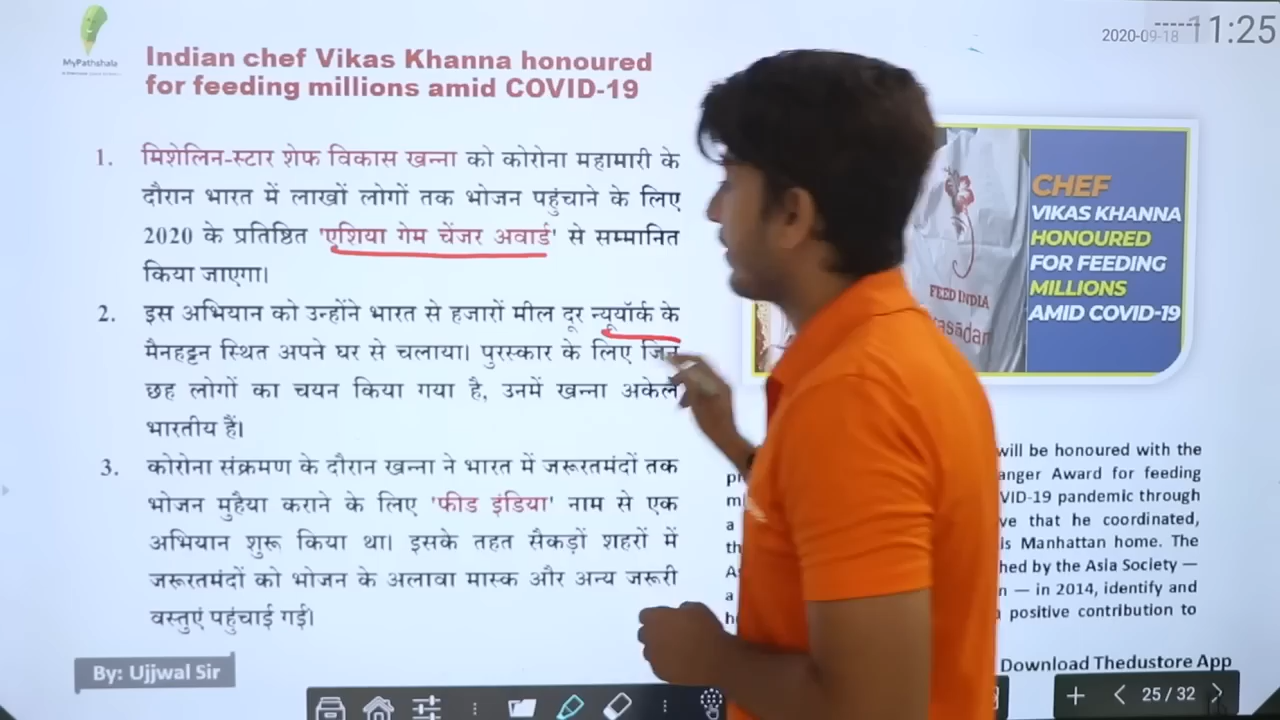 MyPathshala
2020-09-18
11:25
Indian chef Vikas Khanna honoured
for feeding millions amid COVID-19
1. मिशेलिन-स्टार शेफ विकास खन्ना को कोरोना महामारी के
दौरान भारत में लाखों लोगों तक भोजन पहुंचाने के लिए
2020 के प्रतिष्ठित 'एशिया गेम चेंजर अवार्ड' से सम्मानित
किया जाएगा।
2. इस अभियान को उन्होंने भारत से हजारों मील दूर न्यूयॉर्क के
मैनहट्टन स्थित अपने घर से चलाया। पुरस्कार के लिए जिन
छह लोगों का चयन किया गया है, उनमें खन्ना अकेले
भारतीय हैं।
3. कोरोना संक्रमण के दौरान खन्ना ने भारत में जरूरतमंदों तक
भोजन मुहैया कराने के लिए 'फीड इंडिया' नाम से एक
अभियान शुरू किया था। इसके तहत सैकड़ों शहरों में
जरूरतमंदों को भोजन के अलावा मास्क और अन्य जरूरी
वस्तुएं पहुंचाई गईं।
FEED INDIA
CHEF
VIKAS KHANNA
HONOURED
FOR FEEDING
MILLIONS
AMID COVID-19
will be honoured with the
Award for feeding
pandemic through
that he coordinated,
Manhattan home. The
by the Asia Society —
— in 2014, identify and
a positive contribution to
By: Ujjwal Sir
Download Thedustore App
25 / 32